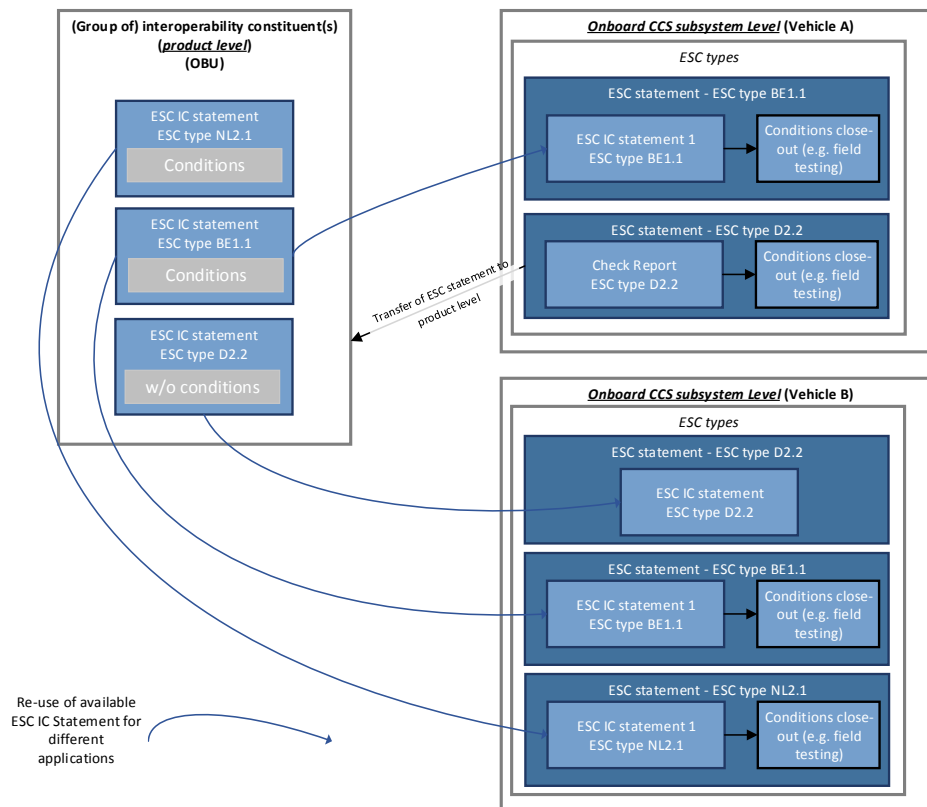 (Group of) interoperability constituent(s)
(product level)
(OBU)
ESC IC statement
ESC type NL2.1
Conditions
ESC IC statement
ESC type BE1.1
Conditions
ESC IC statement
ESC type D2.2
w/o conditions
Onboard CCS subsystem Level (Vehicle A)
ESC types
ESC statement - ESC type BE1.1
ESC IC statement 1
ESC type BE1.1
Conditions close-
out (e.g. field
testing)
ESC statement - ESC type D2.2
Check Report
ESC type D2.2
Conditions close-
out (e.g. field
testing)
Transfer of ESC statement to
product level
Onboard CCS subsystem Level (Vehicle B)
ESC types
ESC statement - ESC type D2.2
ESC IC statement
ESC type D2.2
ESC statement - ESC type BE1.1
ESC IC statement 1
ESC type BE1.1
Conditions close-
out (e.g. field
testing)
ESC statement - ESC type NL2.1
ESC IC statement 1
ESC type NL2.1
Conditions close-
out (e.g. field
testing)
Re-use of available
ESC IC Statement for
different
applications